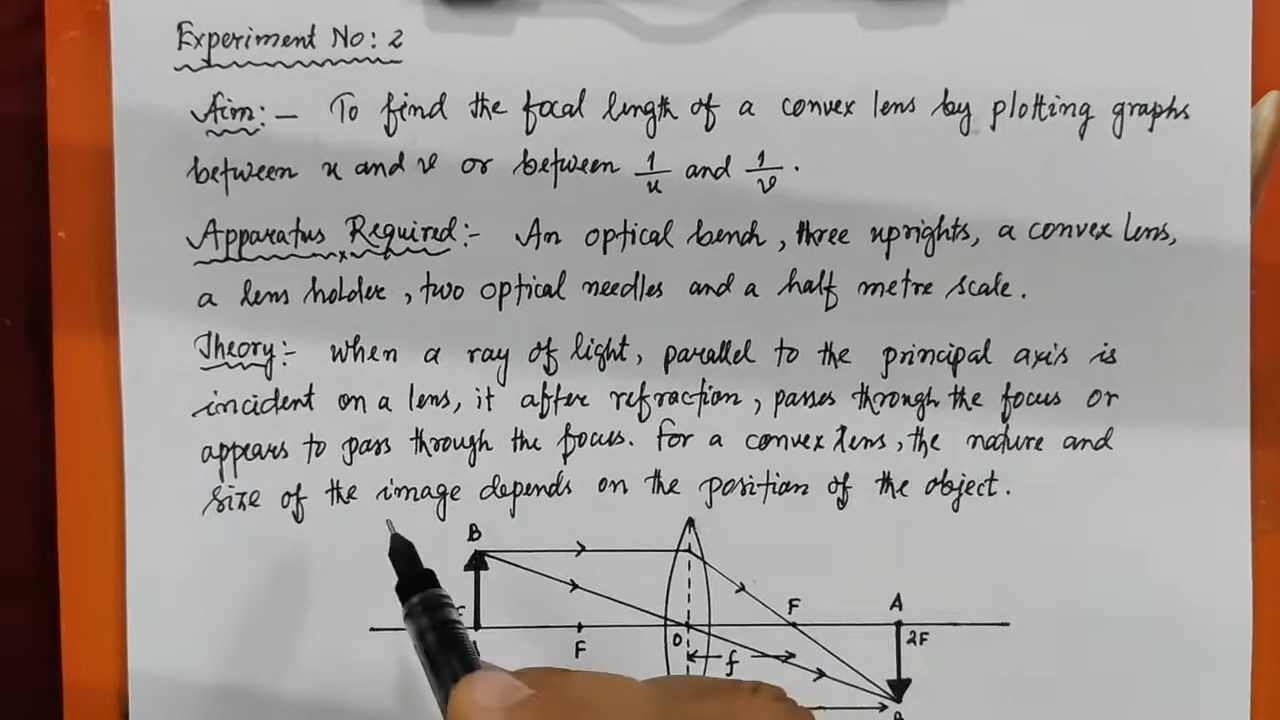 Experiment No: 2
Aim:- To find the focal length of a convex lens by plotting graphs
between u and v or between 1/u and 1/v.
Apparatus Required:- An optical bench, three uprights, a convex lens,
a lens holder, two optical needles and a half metre scale.
Theory:- When a ray of light, parallel to the principal axis is
incident on a lens, it after refraction, passes through the focus or
appears to pass through the focus. For a convex lens, the nature and
size of the image depends on the position of the object.
B
F A
O 2F
F f